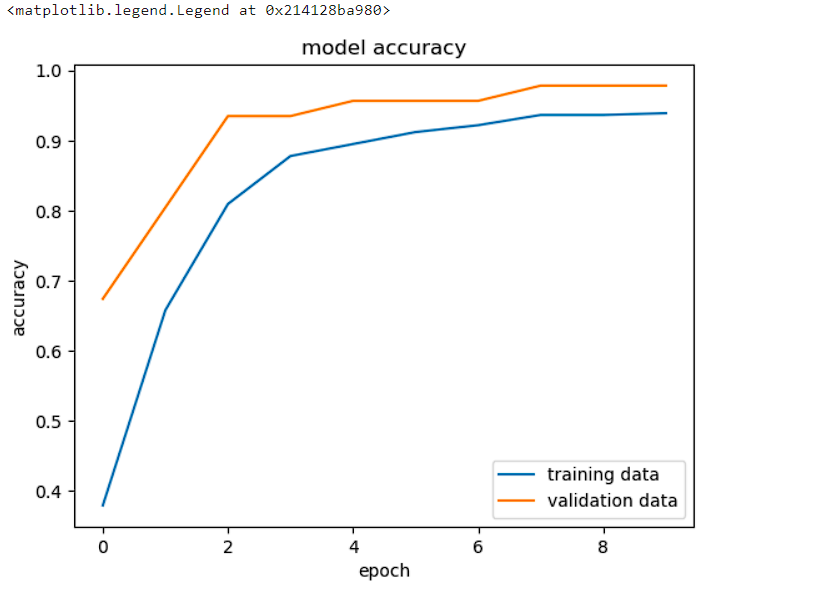 <matplotlib.legend.Legend at 0x214128ba980>
model accuracy
1.0
0.9
0.8
0.7
0.6
0.5
0.4
accuracy
training data
validation data
0 2 4 6 8
epoch